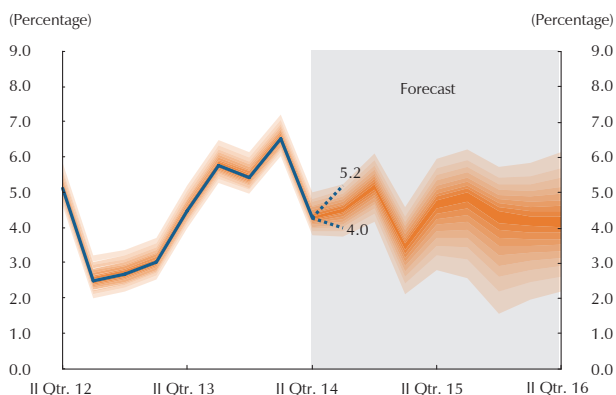 (Percentage) (Percentage)
9.0 9.0
8.0 8.0
Forecast
7.0 7.0
6.0 6.0
5.2
5.0 5.0
4.0 4.0 4.0
3.0 3.0
2.0 2.0
1.0 1.0
0.0 0.0
II Qtr. 12 II Qtr. 13 II Qtr. 14 II Qtr. 15 II Qtr. 16